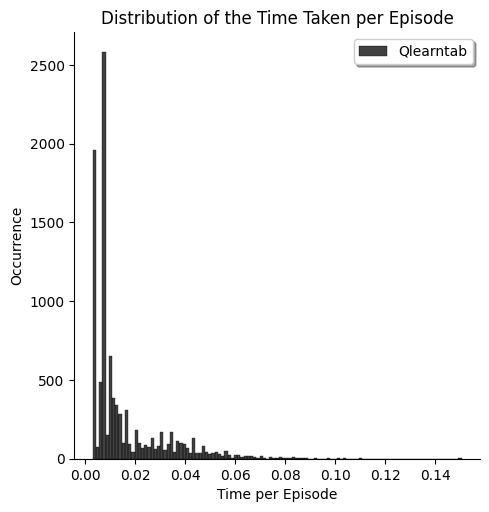 Distribution of the Time Taken per Episode
Qlearntab
2500
2000
1500
1000
500
0
Occurrence
0.00 0.02 0.04 0.06 0.08 0.10 0.12 0.14
Time per Episode